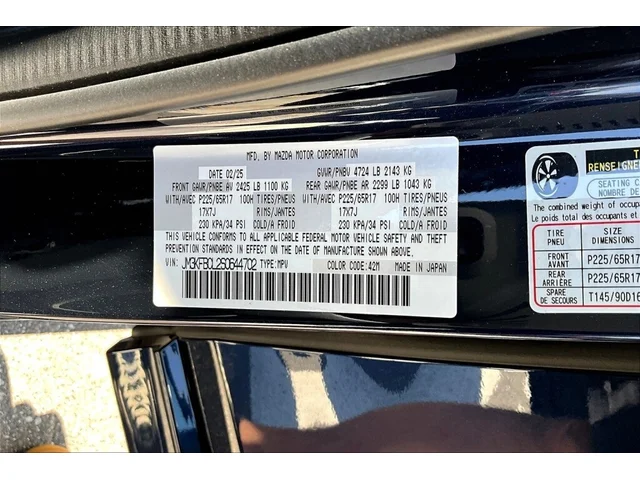 MFD. BY MAZDA MOTOR CORPORATION
DATE 02/25 GVWR/PNBV 4724 LB 2143 KG
FRONT GAWR/PNBE AV 2425 LB 1100 KG REAR GAWR/PNBE AR 2299 LB 1043 KG
WITH/AVEC P225/65R17 100H TIRES/PNEUS WITH/AVEC P225/65R17 100H TIRES/PNEUS
17X7J RIMS/JANTES 17X7J RIMS/JANTES
230 KPA/34 PSI COLD/A FROID 230 KPA/34 PSI COLD/A FROID
THIS VEHICLE CONFORMS TO ALL APPLICABLE FEDERAL MOTOR VEHICLE SAFETY AND THEFT
PREVENTION STANDARDS IN EFFECT ON THE DATE OF MANUFACTURE SHOWN ABOVE.
VIN: JM3KFBCL2S0644702 TYPE: MPV COLOR CODE: 42M MADE IN JAPAN
RENSEIGNE
SEATING C
The combined weight of occup
Le poids total des occupants et
TIRE SIZE
PNEU DIMENSIONS
FRONT
AVANT P225/65R17
REAR
ARRIÈRE P225/65R17
SPARE
DE SECOURS T145/90D16